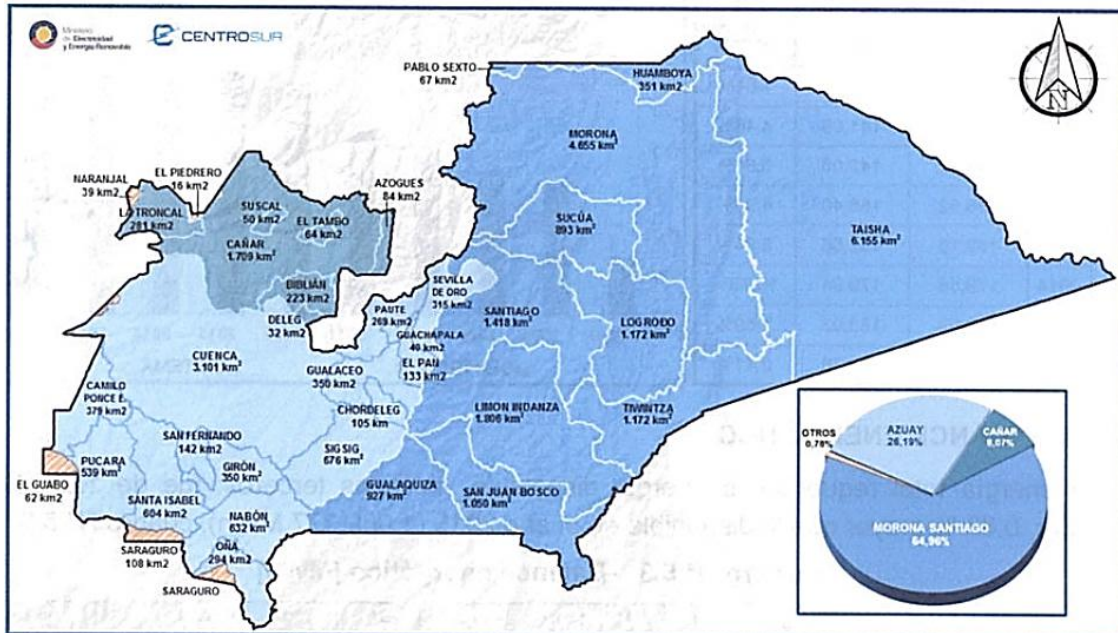 Ministerio
de Electricidad
y Energía Renovable
CENTROSUR
N
PABLO SEXTO
67 km2
HUAMBOYA
351 km2
MORONA
4.655 km²
NARANJAL
39 km2
EL PIEDRERO
16 km2
AZOGUES
84 km2
LA TRONCAL
281 km2
SUSCAL
50 km2
EL TAMBO
64 km2
CAÑAR
1.709 km²
SUCÚA
893 km²
TAISHA
6.155 km²
BIBLIÁN
223 km2
DELEG
32 km2
SEVILLA
DE ORO
315 km2
PAUTE
269 km2
GUACHAPALA
40 km2
EL PAN
133 km2
SANTIAGO
1.418 km²
LOGROÐO
1.172 km²
CUENCA
3.101 km²
GUALACEO
350 km2
CHORDELEG
105 km
CAMILO
PONCE E.
379 km2
LIMON INDANZA
1.806 km²
TIWINTZA
1.172 km²
SAN FERNANDO
142 km2
PUCARA
539 km²
GIRÓN
350 km2
SIGSIG
676 km²
EL GUABO
62 km2
SANTA ISABEL
604 km2
GUALAQUIZA
927 km²
SAN JUAN BOSCO
1.050 km²
NABÓN
632 km²
OÑA
294 km2
SARAGURO
108 km2
SARAGURO
OTROS
0,78%
AZUAY
26,19%
CAÑAR
8,07%
MORONA SANTIAGO
64,96%